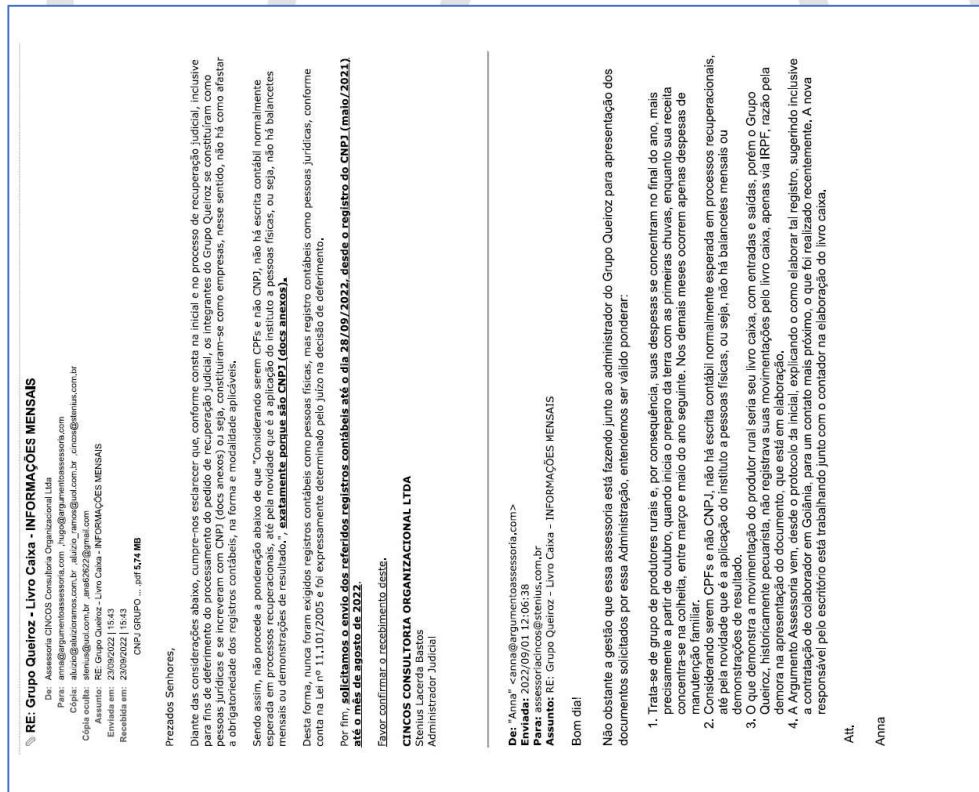 RE: Grupo Queiroz - Livro Caixa - INFORMAÇÕES MENSAIS
De: Assessoria CINCOS Consultoria Organizacional Ltda
Para: anna@argumentoassessoria.com ,hugo@argumentoassessoria.com
Cópia: aluizio@aluizioramos.com.br ,aluizio_ramos@uol.com.br ,cincos@stenius.com.br
Cópia oculta: stenius@uol.com.br ,ane62622@gmail.com
Assunto: RE: Grupo Queiroz - Livro Caixa - INFORMAÇÕES MENSAIS
Enviada em: 23/09/2022 | 15:43
Recebida em: 23/09/2022 | 15:43
CNPJ GRUPO ... .pdf 5,74 MB
Prezados Senhores,
Diante das considerações abaixo, cumpre-nos esclarecer que, conforme consta na inicial e no processo de recuperação judicial, inclusive
para fins de deferimento do processamento do pedido de recuperação judicial, os integrantes do Grupo Queiroz se constituíram como
pessoas jurídicas e se increveram com CNPJ (docs anexos) ou seja, constituíram-se como empresas, nesse sentido, não há como afastar
a obrigatoriedade dos registros contábeis, na forma e modalidade aplicáveis.
Sendo assim, não procede a ponderação abaixo de que "Considerando serem CPFs e não CNPJ, não há escrita contábil normalmente
esperada em processos recuperacionais, até pela novidade que é a aplicação do instituto a pessoas físicas, ou seja, não há balancetes
mensais ou demonstrações de resultado.", exatamente porque são CNPJ (docs anexos).
Desta forma, nunca foram exigidos registros contábeis como pessoas físicas, mas registro contábeis como pessoas jurídicas, conforme
conta na Lei nº 11.101/2005 e foi expressamente determinado pelo juízo na decisão de deferimento.
Por fim, solicitamos o envio dos referidos registros contábeis até o dia 28/09/2022, desde o registro do CNPJ (maio/2021)
até o mês de agosto de 2022.
Favor confirmar o recebimento deste.
CINCOS CONSULTORIA ORGANIZACIONAL LTDA
Stenius Lacerda Bastos
Administrador Judicial
De: "Anna" <anna@argumentoassessoria.com>
Enviada: 2022/09/01 12:06:38
Para: assessoriacincos@stenius.com.br
Assunto: RE: Grupo Queiroz - Livro Caixa - INFORMAÇÕES MENSAIS
Bom dia!
Não obstante a gestão que essa assessoria está fazendo junto ao administrador do Grupo Queiroz para apresentação dos
documentos solicitados por essa Administração, entendemos ser válido ponderar:
1. Trata-se de grupo de produtores rurais e, por consequência, suas despesas se concentram no final do ano, mais
precisamente a partir de outubro, quando inicia o preparo da terra com as primeiras chuvas, enquanto sua receita
concentra-se na colheita, entre março e maio do ano seguinte. Nos demais meses ocorrem apenas despesas de
manutenção familiar.
2. Considerando serem CPFs e não CNPJ, não há escrita contábil normalmente esperada em processos recuperacionais,
até pela novidade que é a aplicação do instituto a pessoas físicas, ou seja, não há balancetes mensais ou
demonstrações de resultado.
3. O que demonstra a movimentação do produtor rural seria seu livro caixa, com entradas e saídas, porém o Grupo
Queiroz, historicamente pecuarista, não registrava suas movimentações pelo livro caixa, apenas via IRPF, razão pela
demora na apresentação do documento, que está em elaboração.
4. A Argumento Assessoria vem, desde o protocolo da inicial, explicando o como elaborar tal registro, sugerindo inclusive
a contratação de colaborador em Goiânia, para um contato mais próximo, o que foi realizado recentemente. A nova
responsável pelo escritório está trabalhando junto com o contador na elaboração do livro caixa.
Att.
Anna